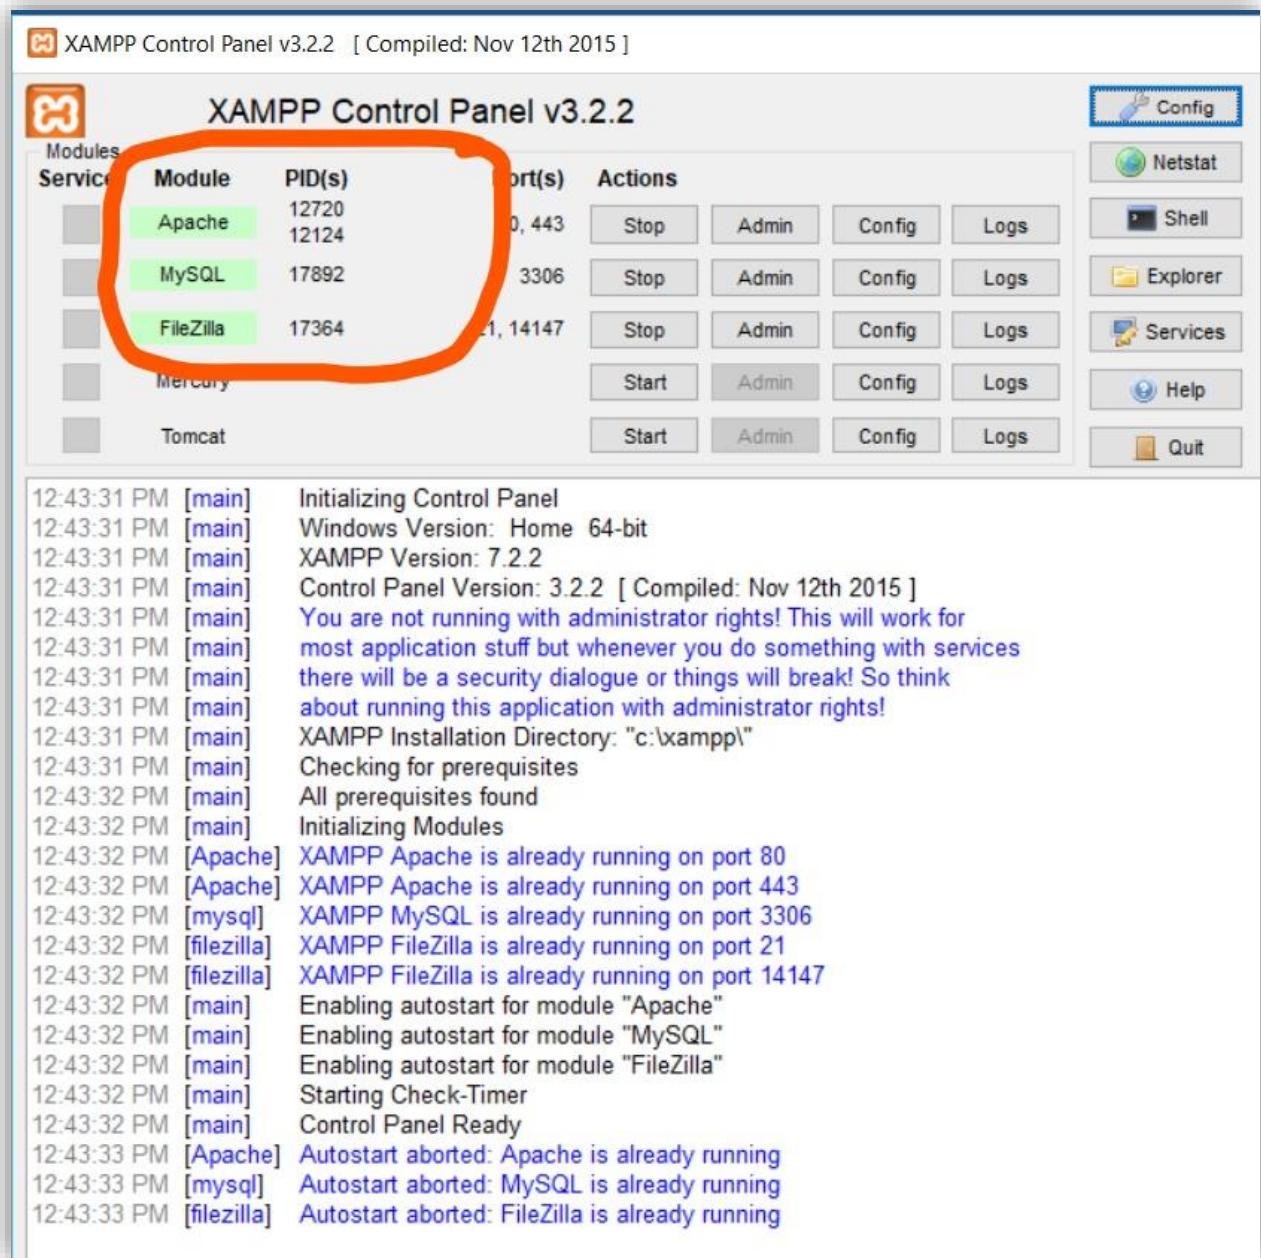 XAMPP Control Panel v3.2.2 [ Compiled: Nov 12th 2015 ]
XAMPP Control Panel v3.2.2
Config
Modules
Netstat
Service Module PID(s) Actions
Apache 12720 12124 443 Stop Admin Config Logs
Shell
MySQL 17892 3306 Stop Admin Config Logs
Explorer
FileZilla 17364 14147 Stop Admin Config Logs
Services
Mercury Start Admin Config Logs
Help
Tomcat Start Admin Config Logs
Quit
12:43:31 PM [main] Initializing Control Panel
12:43:31 PM [main] Windows Version: Home 64-bit
12:43:31 PM [main] XAMPP Version: 7.2.2
12:43:31 PM [main] Control Panel Version: 3.2.2 [ Compiled: Nov 12th 2015 ]
12:43:31 PM [main] You are not running with administrator rights! This will work for
12:43:31 PM [main] most application stuff but whenever you do something with services
12:43:31 PM [main] there will be a security dialogue or things will break! So think
12:43:31 PM [main] about running this application with administrator rights!
12:43:31 PM [main] XAMPP Installation Directory: "c:\xampp\"
12:43:31 PM [main] Checking for prerequisites
12:43:32 PM [main] All prerequisites found
12:43:32 PM [main] Initializing Modules
12:43:32 PM [Apache] XAMPP Apache is already running on port 80
12:43:32 PM [Apache] XAMPP Apache is already running on port 443
12:43:32 PM [mysql] XAMPP MySQL is already running on port 3306
12:43:32 PM [filezilla] XAMPP FileZilla is already running on port 21
12:43:32 PM [filezilla] XAMPP FileZilla is already running on port 14147
12:43:32 PM [main] Enabling autostart for module "Apache"
12:43:32 PM [main] Enabling autostart for module "MySQL"
12:43:32 PM [main] Enabling autostart for module "FileZilla"
12:43:32 PM [main] Starting Check-Timer
12:43:32 PM [main] Control Panel Ready
12:43:33 PM [Apache] Autostart aborted: Apache is already running
12:43:33 PM [mysql] Autostart aborted: MySQL is already running
12:43:33 PM [filezilla] Autostart aborted: FileZilla is already running